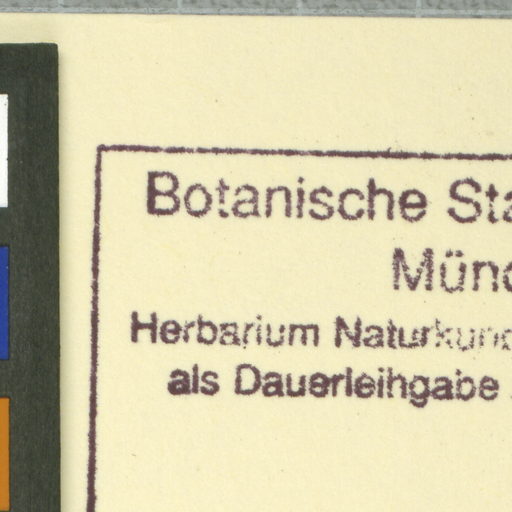 Botanische Sta
Münc
Herbarium Naturkund
als Dauerleihgabe